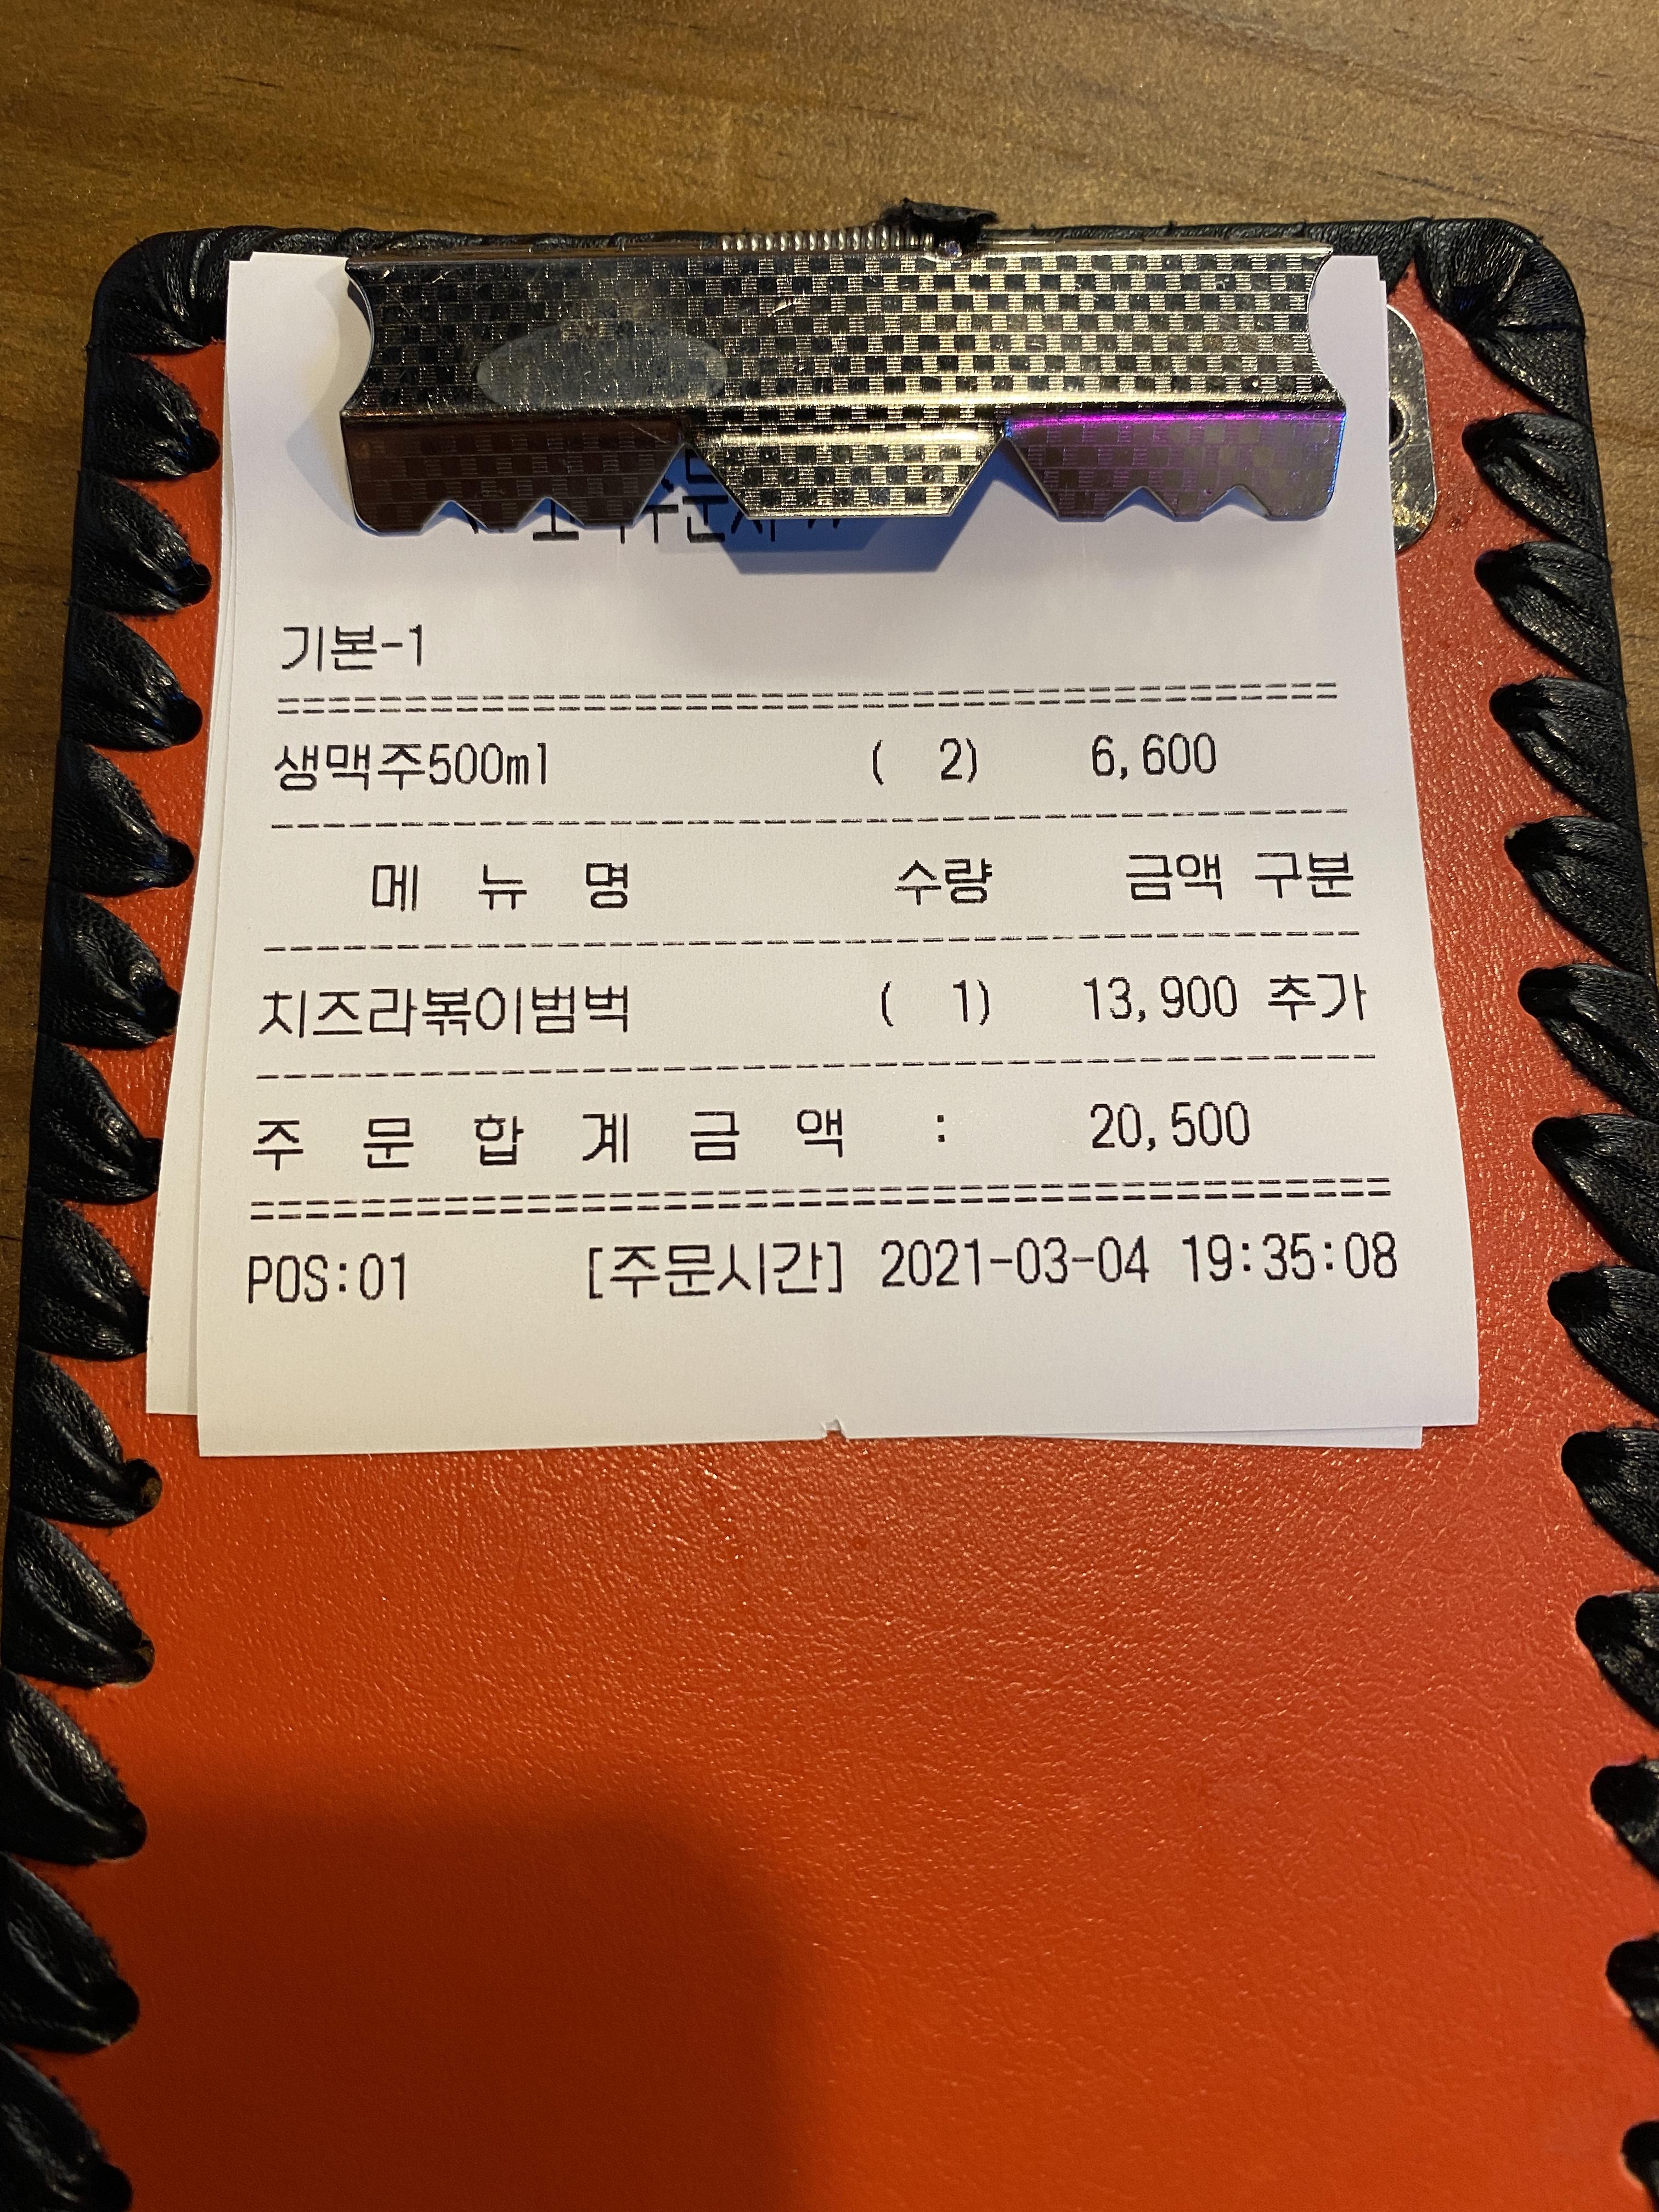 기본-1
생맥주500ml ( 2) 6,600
메 뉴 명 수량 금액 구분
치즈라볶이범벅 ( 1) 13,900 추가
주 문 합 계 금 액 : 20,500
POS:01 [주문시간] 2021-03-04 19:35:08